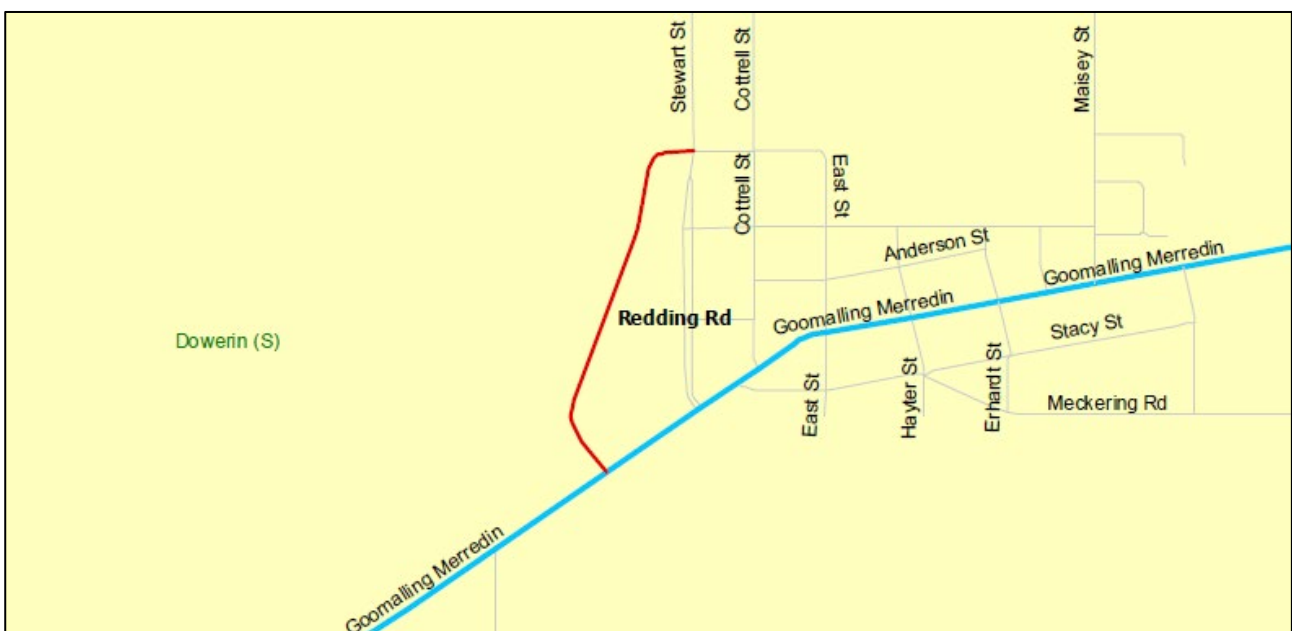 Stewart St
Cottrell St
Maisey St
Cottrell St
East St
Anderson St
Goomalling Merredin
Redding Rd
Goomalling Merredin
Dowerin (S)
Stacy St
East St
Hayter St
Erhardt St
Meckering Rd
Goomalling Merredin